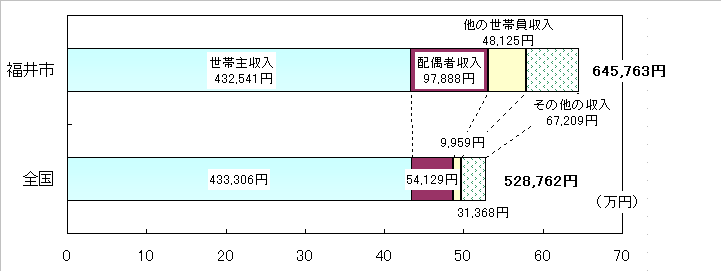 他の世帯員収入
48,125円
福井市
世帯主収入
432,541円
配偶者収入
97,888円
645,763円
その他の収入
67,209円
9,959円
全国
433,306円
54,129円
528,762円
31,368円
（万円）
0 10 20 30 40 50 60 70